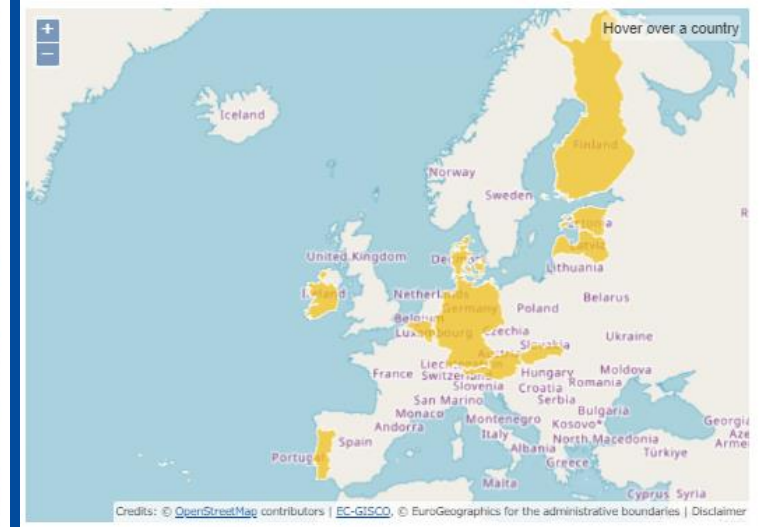 +
Hover over a country
−
Iceland
Finland
Norway
Sweden
Estonia
R
Latvia
United Kingdom
Denmark
Lithuania
Ireland
Netherlands
Belarus
Germany
Poland
Belgium
Luxembourg
Czechia
Ukraine
Slovakia
Austria
Liechtenstein
France
Switzerland
Hungary
Moldova
Slovenia
Croatia
Romania
San Marino
Serbia
Monaco
Montenegro
Bulgaria
Andorra
Kosovo*
Georgia
Portugal
Spain
Italy
North Macedonia
Aze
Albania
Türkiye
Arme
Greece
Malta
Cyprus
Syria
Credits: © OpenStreetMap contributors | EC-GISCO, © EuroGeographics for the administrative boundaries | Disclaimer